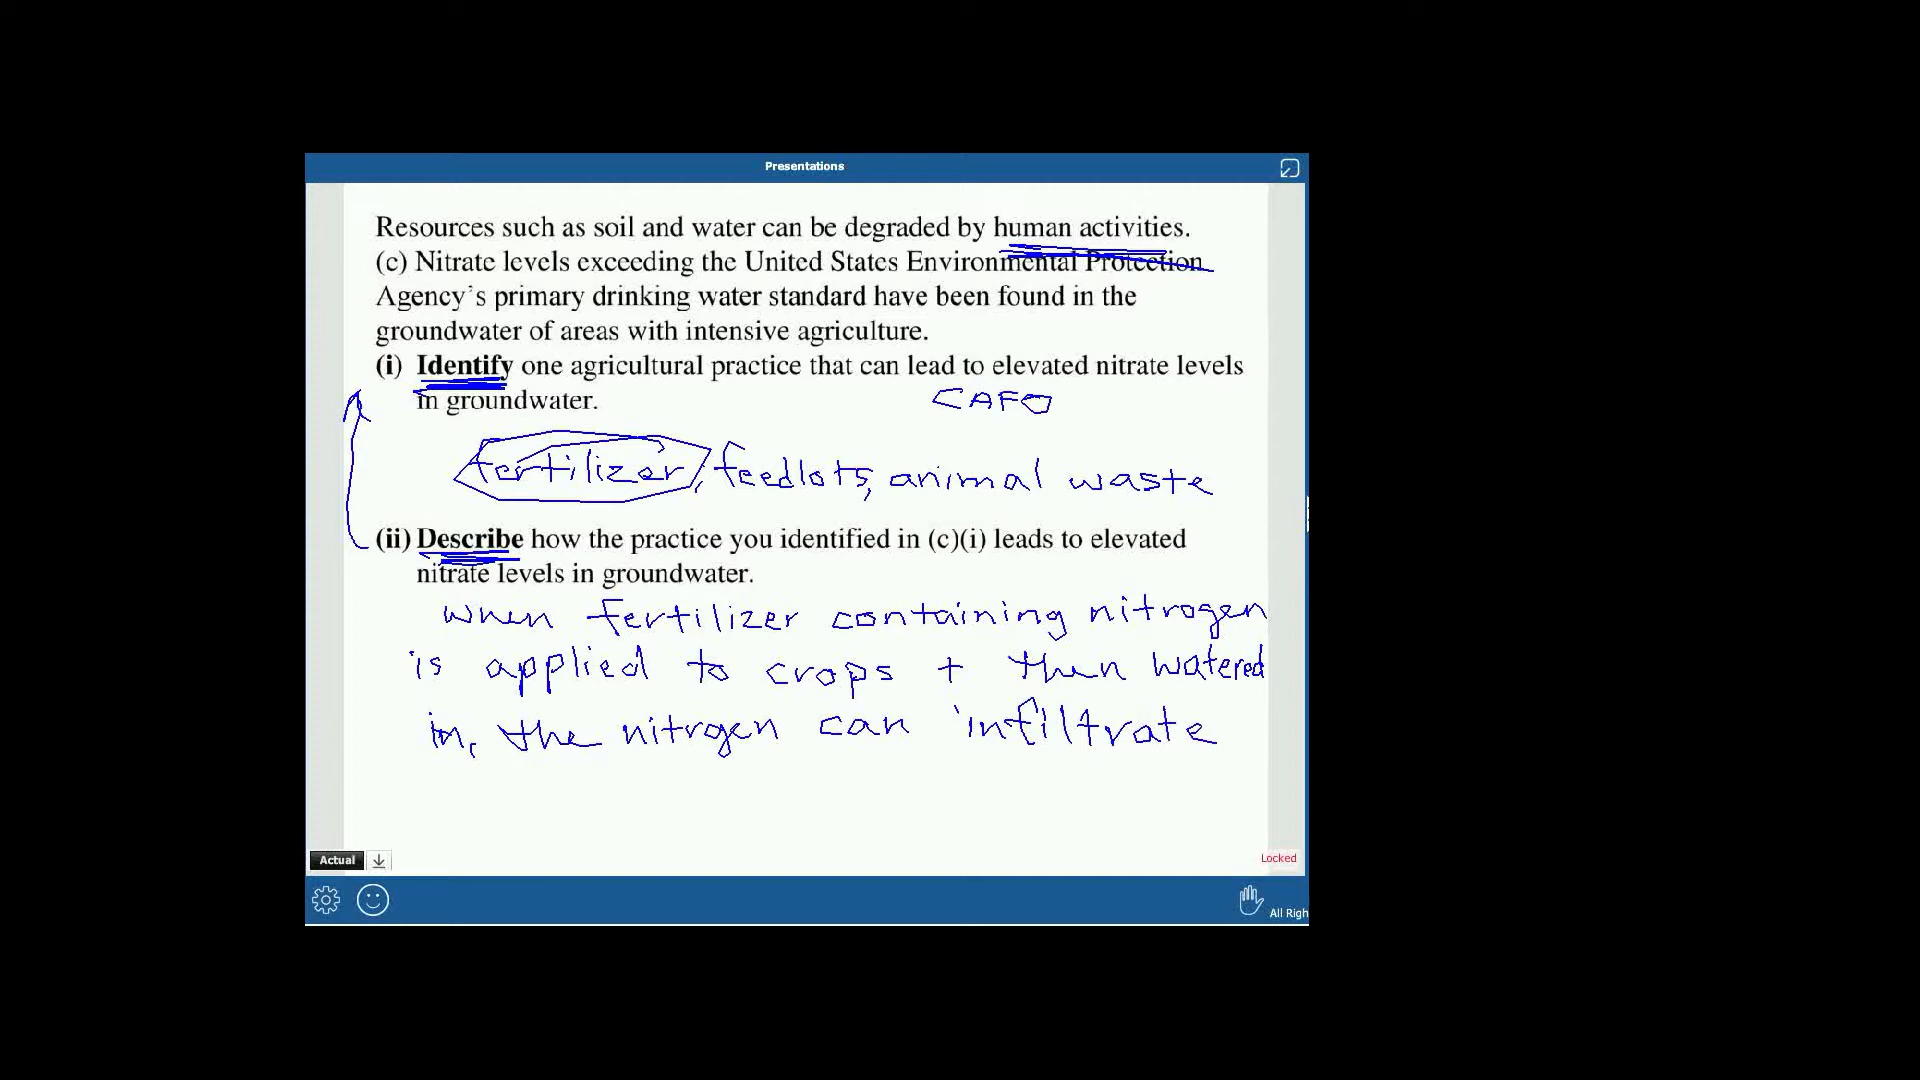 Presentations
Resources such as soil and water can be degraded by human activities.
(c) Nitrate levels exceeding the United States Environmental Protection
Agency's primary drinking water standard have been found in the
groundwater of areas with intensive agriculture.
(i) Identify one agricultural practice that can lead to elevated nitrate levels
in groundwater.
CAFO
fertilizer, feedlots, animal waste
(ii) Describe how the practice you identified in (c)(i) leads to elevated
nitrate levels in groundwater.
when fertilizer containing nitrogen
is applied to crops + then watered
in, the nitrogen can infiltrate
Actual
Locked
All Righ